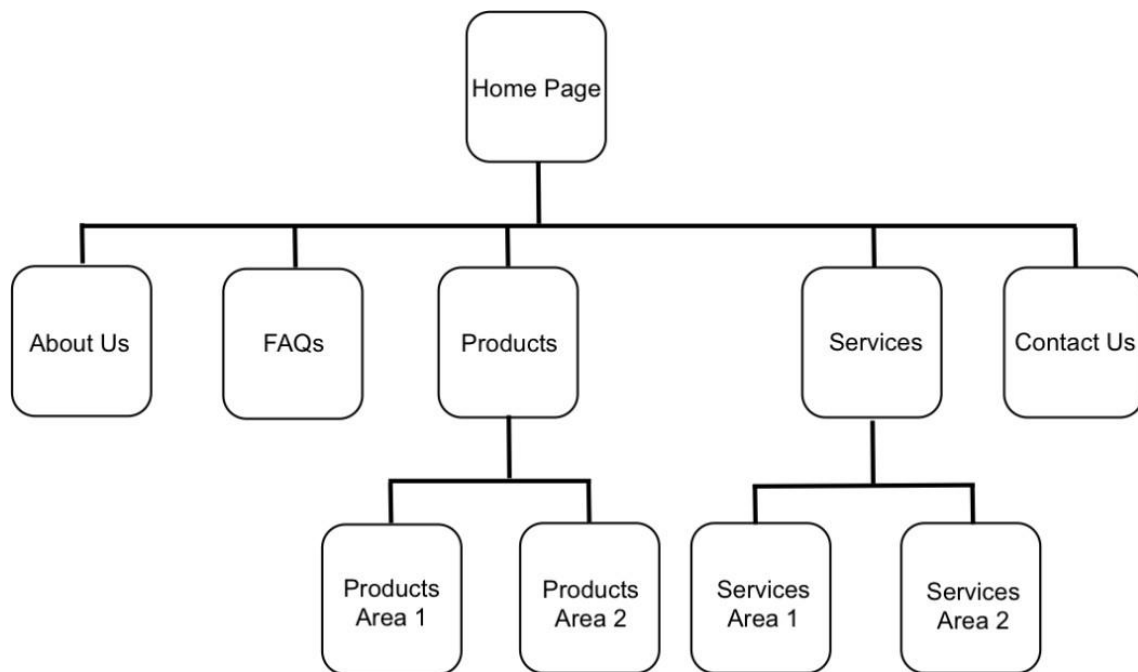 Home Page
About Us
FAQs
Products
Services
Contact Us
Products
Area 1
Products
Area 2
Services
Area 1
Services
Area 2